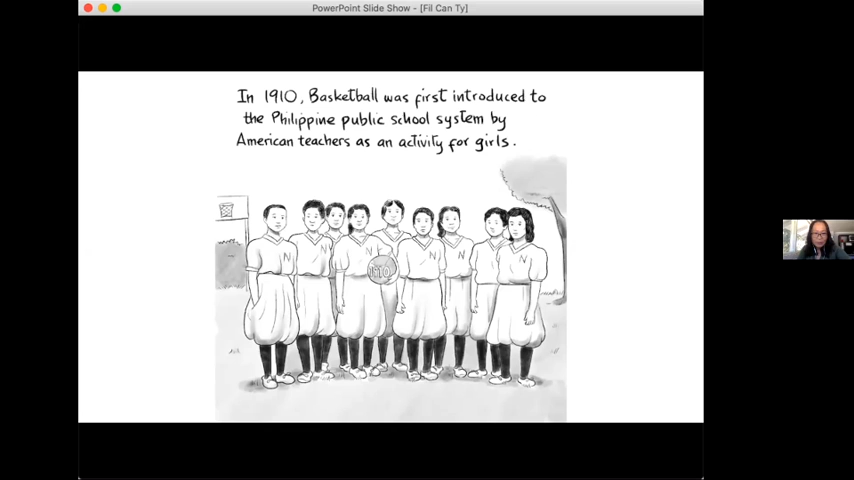 PowerPoint Slide Show - [Fil Can Ty]
In 1910, Basketball was first introduced to
the Philippine public school system by
American teachers as an activity for girls.
N
N
N
1910
N
N
N